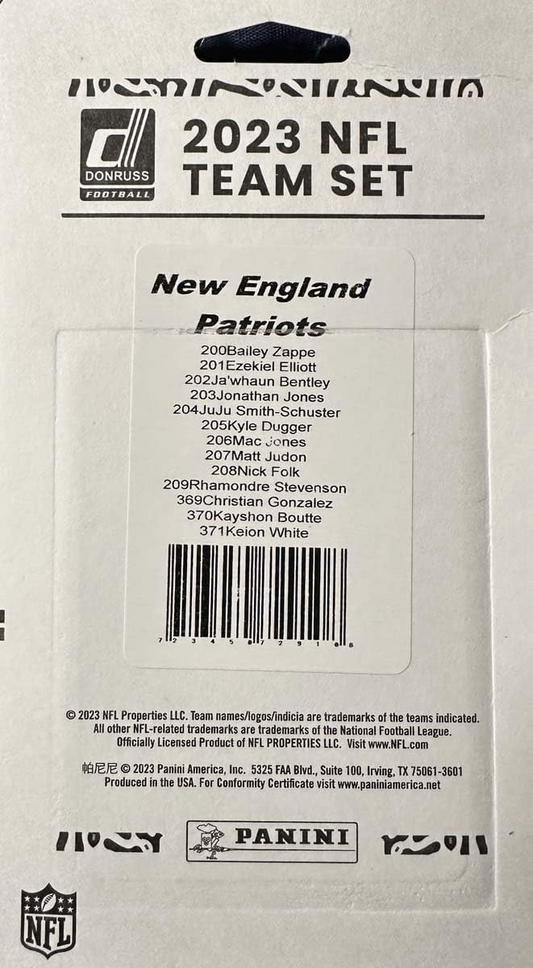 d
DONRUSS
FOOTBALL
2023 NFL
TEAM SET
New England
Patriots
200Bailey Zappe
201Ezekiel Elliott
202Ja'whaun Bentley
203Jonathan Jones
204JuJu Smith-Schuster
205Kyle Dugger
206Mac Jones
207Matt Judon
208Nick Folk
209Rhamondre Stevenson
369Christian Gonzalez
370Kayshon Boutte
371Keion White
© 2023 NFL Properties LLC. Team names/logos/indicia are trademarks of the teams indicated.
All other NFL-related trademarks are trademarks of the National Football League.
Officially Licensed Product of NFL PROPERTIES LLC. Visit www.NFL.com
帕尼尼 © 2023 Panini America, Inc. 5325 FAA Blvd., Suite 100, Irving, TX 75061-3601
Produced in the USA. For Conformity Certificate visit www.paniniamerica.net
PANINI
NFL